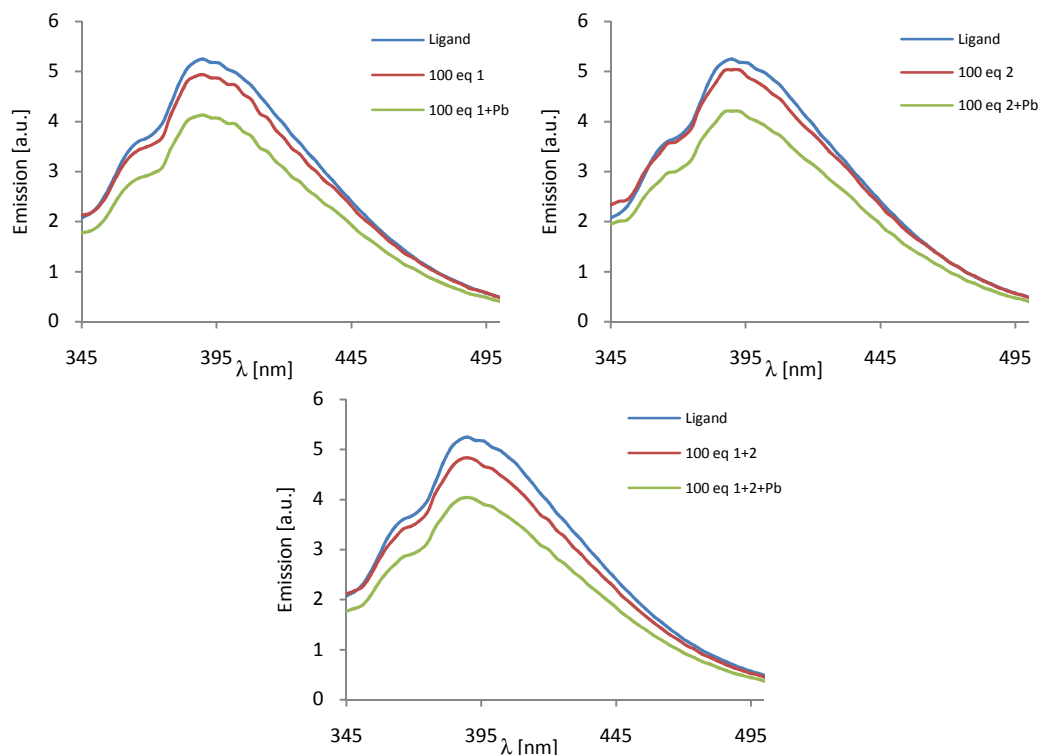 6
5
4
3
2
1
0
Emission [a.u.]
345
395
445
495
λ [nm]
Ligand
100 eq 1
100 eq 1+Pb
6
5
4
3
2
1
0
Emission [a.u.]
345
395
445
495
λ [nm]
Ligand
100 eq 2
100 eq 2+Pb
6
5
4
3
2
1
0
Emission [a.u.]
345
395
445
495
λ [nm]
Ligand
100 eq 1+2
100 eq 1+2+Pb